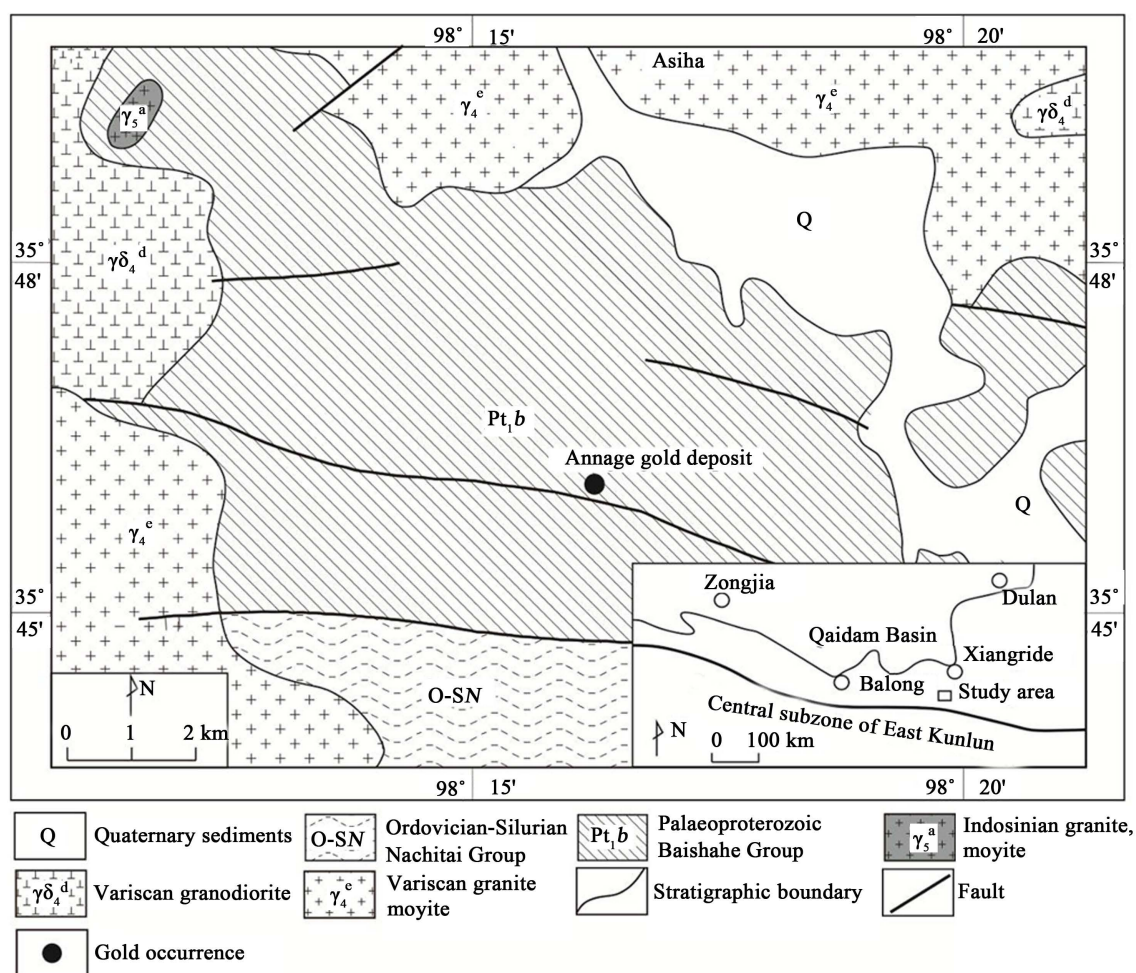 98° 15' 98° 20'
Asiha
γ₄ᵉ
γ₄ᵉ
γδ₄ᵈ
γ₅ᵃ
Q
35° 48'
γδ₄ᵈ
35° 48'
Pt₁b
Annage gold deposit
Q
γ₄ᵉ
35° 45'
35° 45'
O-SN
N
0 1 2 km
Zongjia
Dulan
Qaidam Basin
Xiangride
Balong
Study area
Central subzone of East Kunlun
N
0 100 km
98° 15' 98° 20'
Q Quaternary sediments
O-SN Ordovician-Silurian
Nachitai Group
Pt₁b Palaeoproterozoic
Baishahe Group
γ₅ᵃ Indosinian granite,
moyite
γδ₄ᵈ Variscan granodiorite
γ₄ᵉ Variscan granite
moyite
Stratigraphic boundary
Fault
Gold occurrence